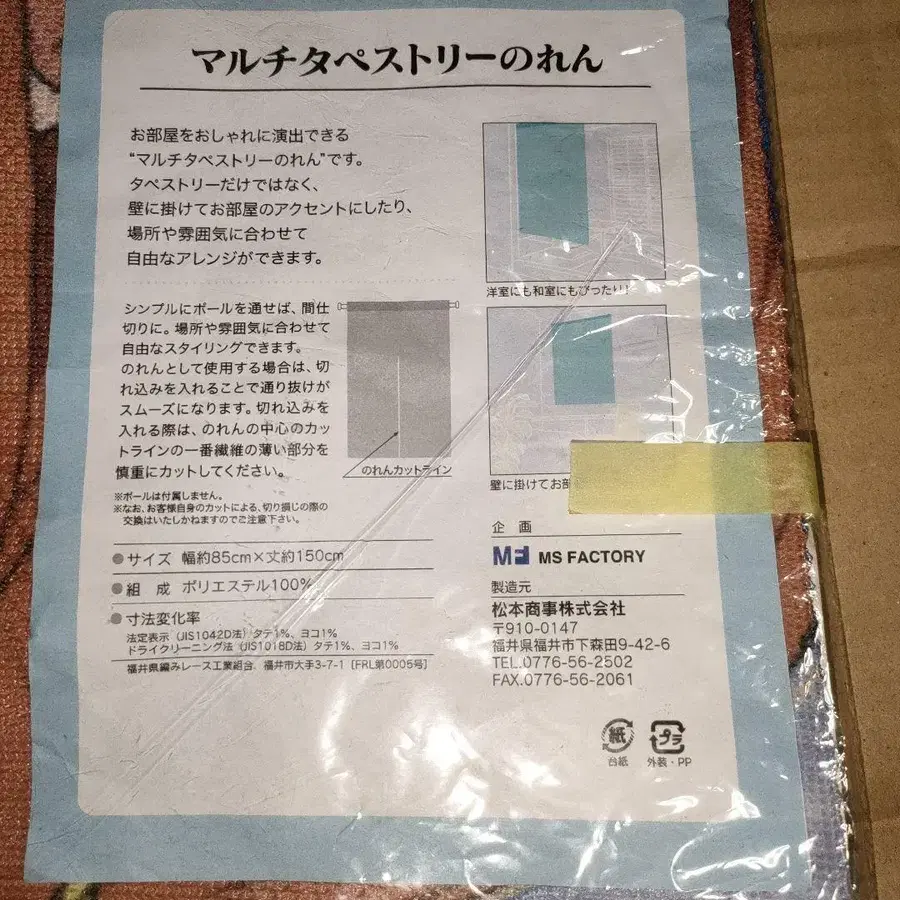 マルチタペストリーのれん
お部屋をおしゃれに演出できる
“マルチタペストリーのれん”です。
タペストリーだけではなく、
壁に掛けてお部屋のアクセントにしたり、
場所や雰囲気に合わせて
自由なアレンジができます。
洋室にも和室にもぴったり!
シンプルにポールを通せば、間仕
切りに。場所や雰囲気に合わせて
自由なスタイリングできます。
のれんとして使用する場合は、切
れ込みを入れることで通り抜けが
スムーズになります。切れ込みを
入れる際は、のれんの中心のカッ
トラインの一番繊維の薄い部分を
慎重にカットしてください。
のれんカットライン
※ポールは付属しません。
※なお、お客様自身のカットによる、切り損じの際の
交換はいたしかねますのでご注意下さい。
壁に掛けてお部
●サイズ 幅約85cm×丈約150cm
●組 成 ポリエステル100%
●寸法変化率
法定表示（JIS1042D法）タテ1%、ヨコ1%
ドライクリーニング法（JIS1018D法）タテ1%、ヨコ1%
福井県編みレース工業組合、福井市大手3-7-1［FRL第0005号］
企 画
MF MS FACTORY
製造元
松本商事株式会社
〒910-0147
福井県福井市下森田9-42-6
TEL.0776-56-2502
FAX.0776-56-2061
紙
台紙
プラ
外装・PP